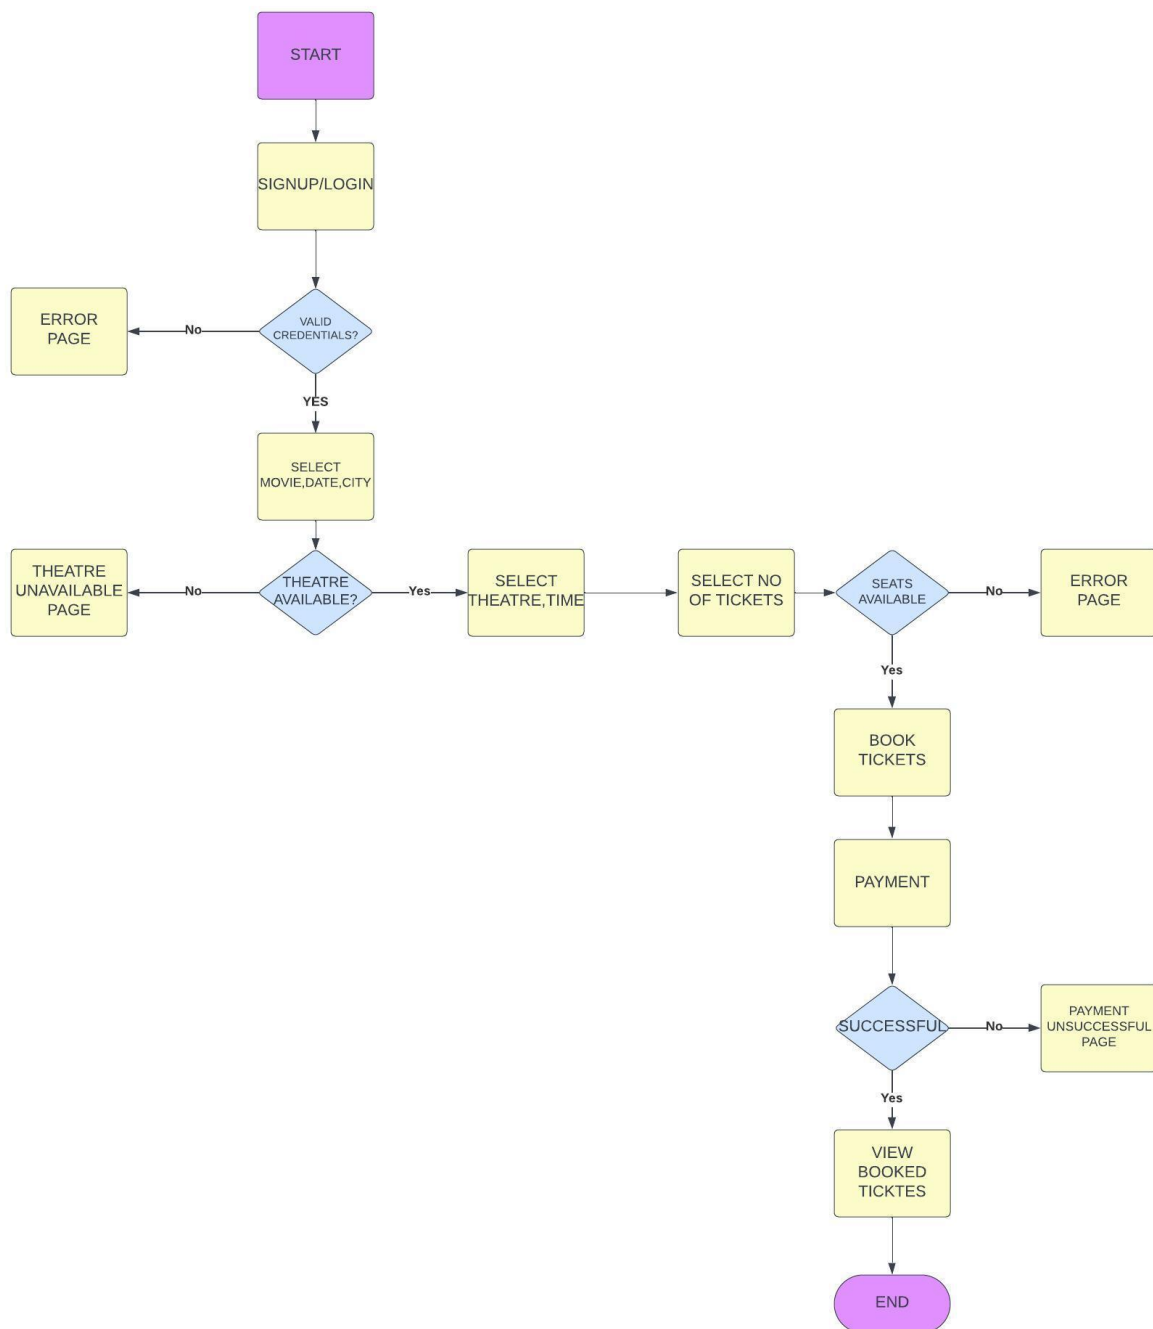 START
SIGNUP/LOGIN
VALID
CREDENTIALS?
No
ERROR
PAGE
YES
SELECT
MOVIE,DATE,CITY
THEATRE
AVAILABLE?
No
THEATRE
UNAVAILABLE
PAGE
Yes
SELECT
THEATRE,TIME
SELECT NO
OF TICKETS
SEATS
AVAILABLE
No
ERROR
PAGE
Yes
BOOK
TICKETS
PAYMENT
SUCCESSFUL
No
PAYMENT
UNSUCCESSFUL
PAGE
Yes
VIEW
BOOKED
TICKTES
END